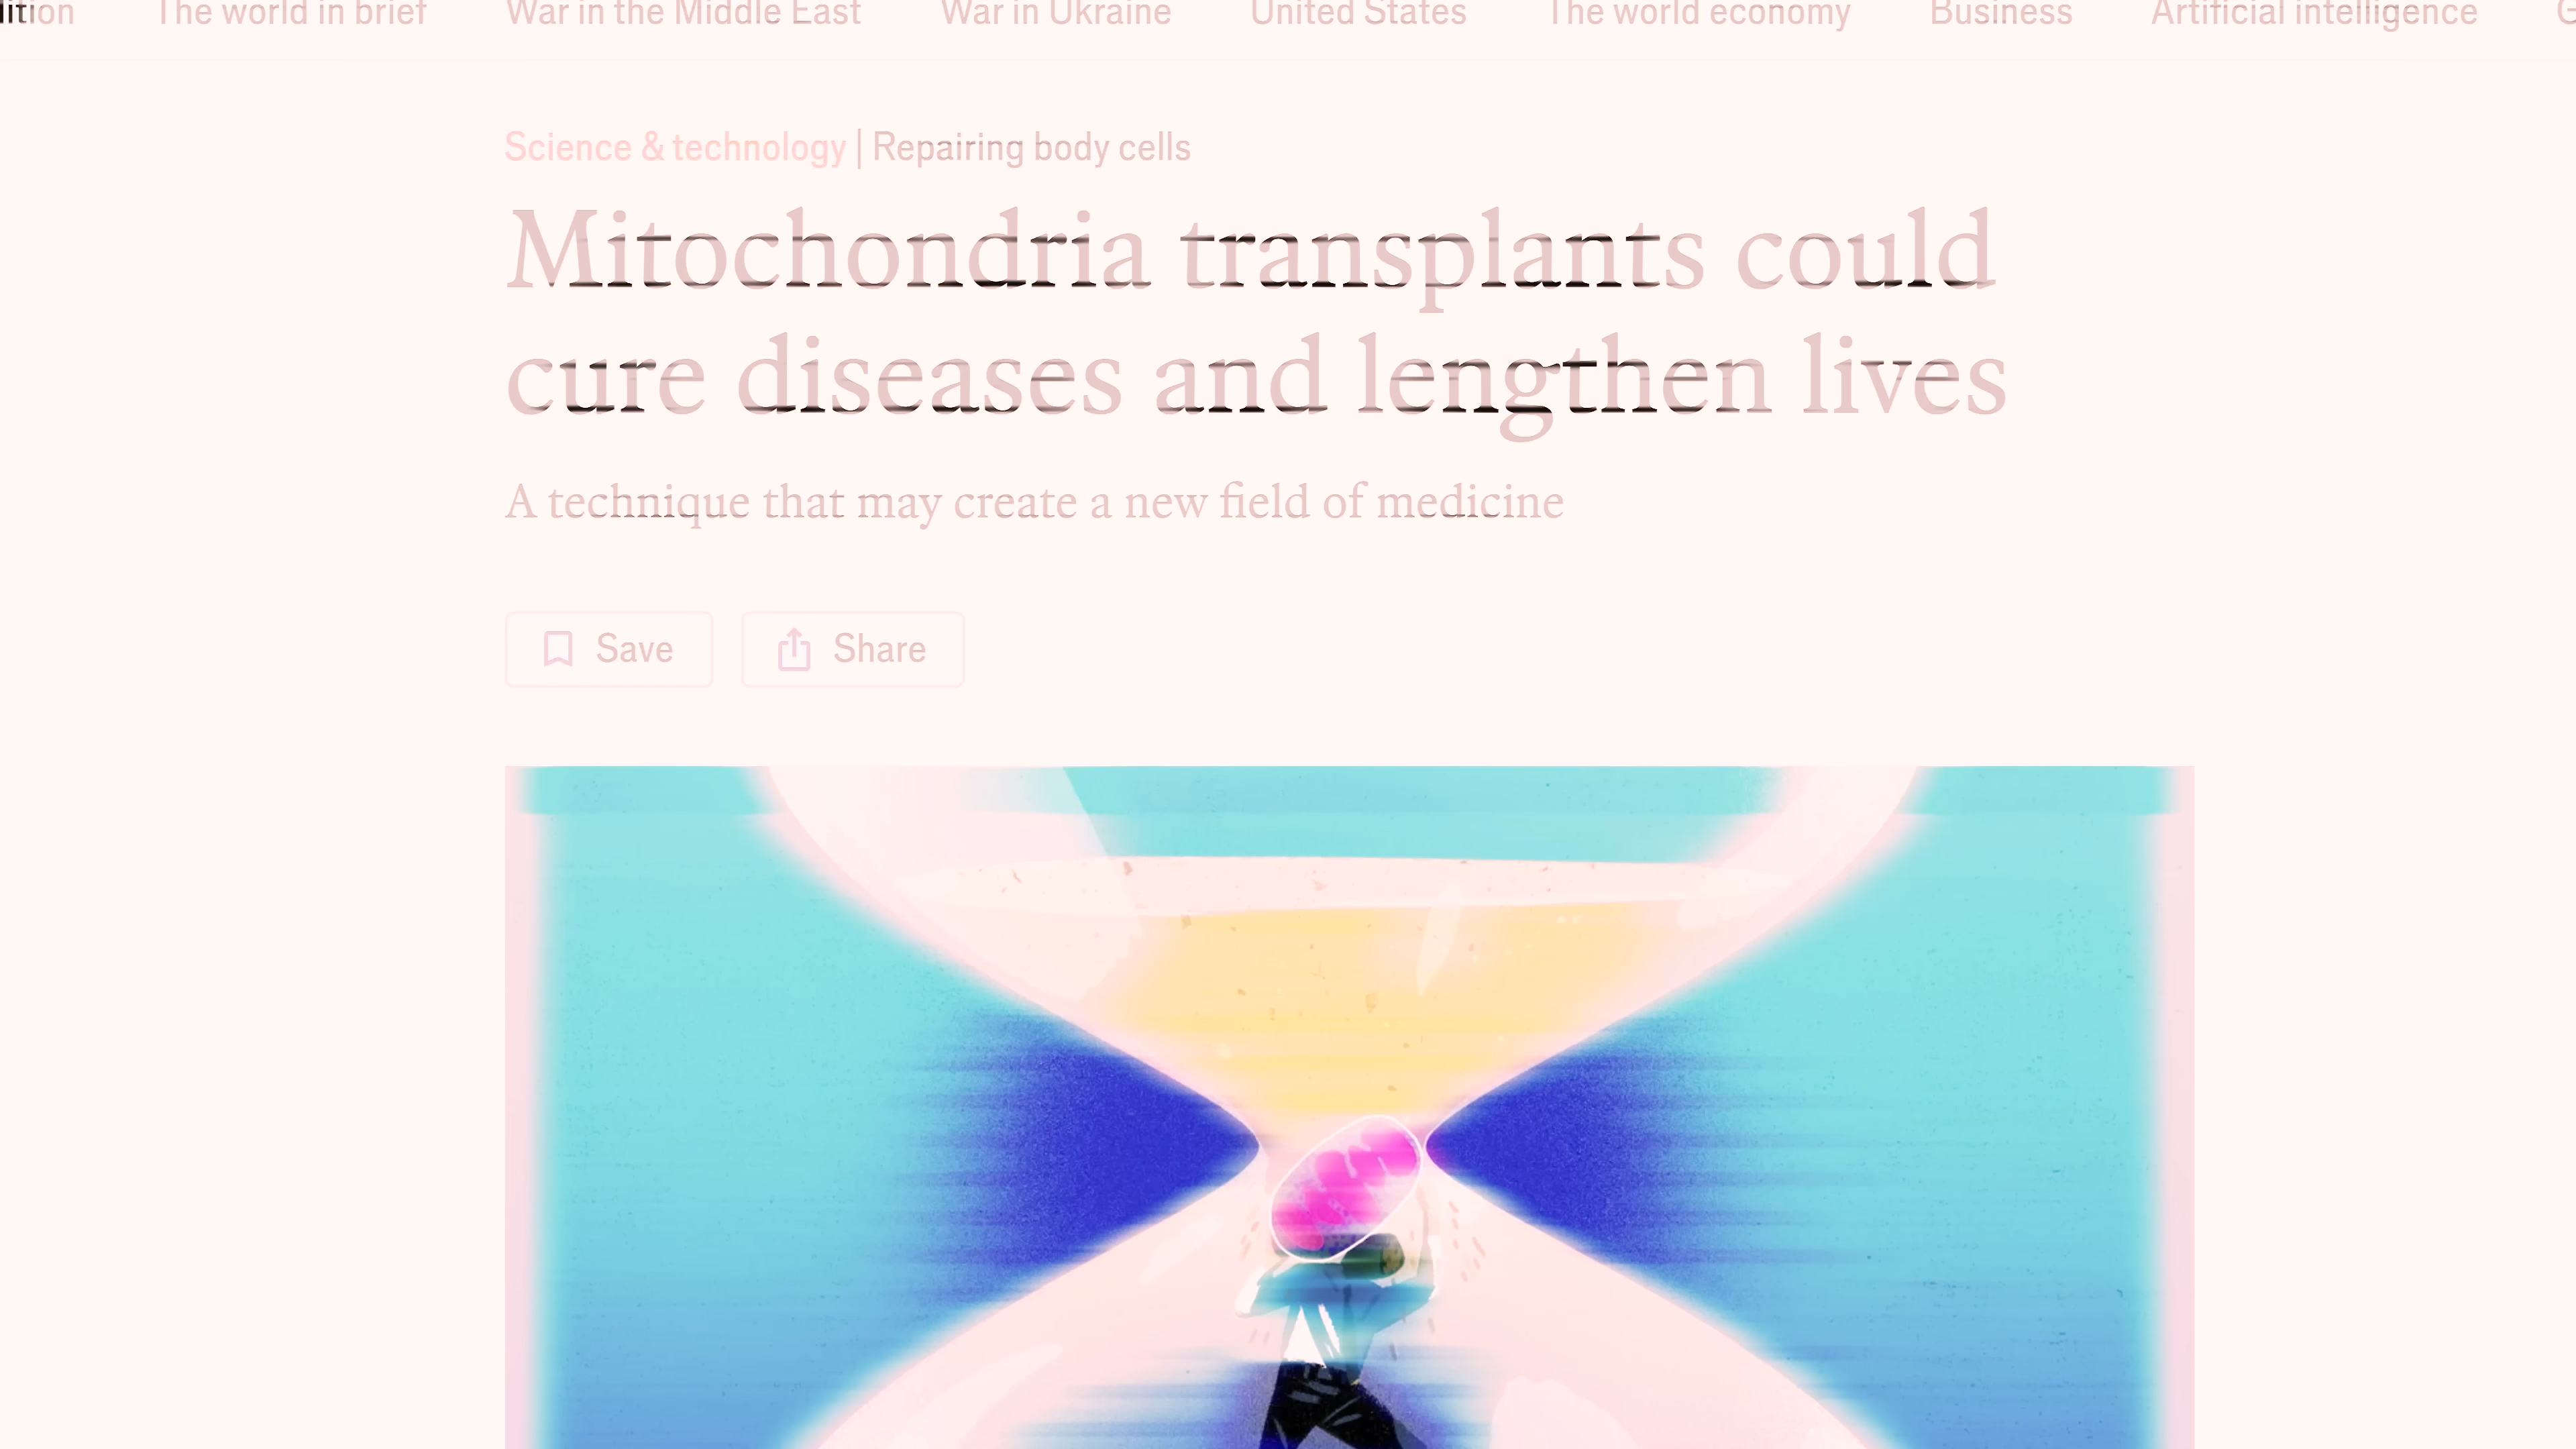 The world in brief War in the Middle East War in Ukraine United States The world economy Business Artificial intelligence
Science & technology | Repairing body cells
Mitochondria transplants could
cure diseases and lengthen lives
A technique that may create a new field of medicine
Save Share